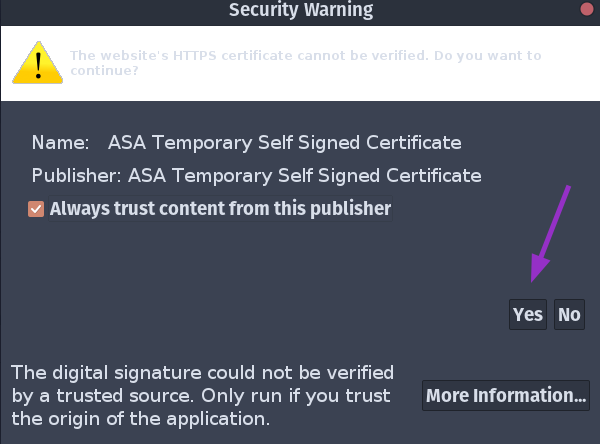 Security Warning
The website's HTTPS certificate cannot be verified. Do you want to
continue?
Name: ASA Temporary Self Signed Certificate
Publisher: ASA Temporary Self Signed Certificate
Always trust content from this publisher
Yes No
The digital signature could not be verified
by a trusted source. Only run if you trust
the origin of the application.
More Information...